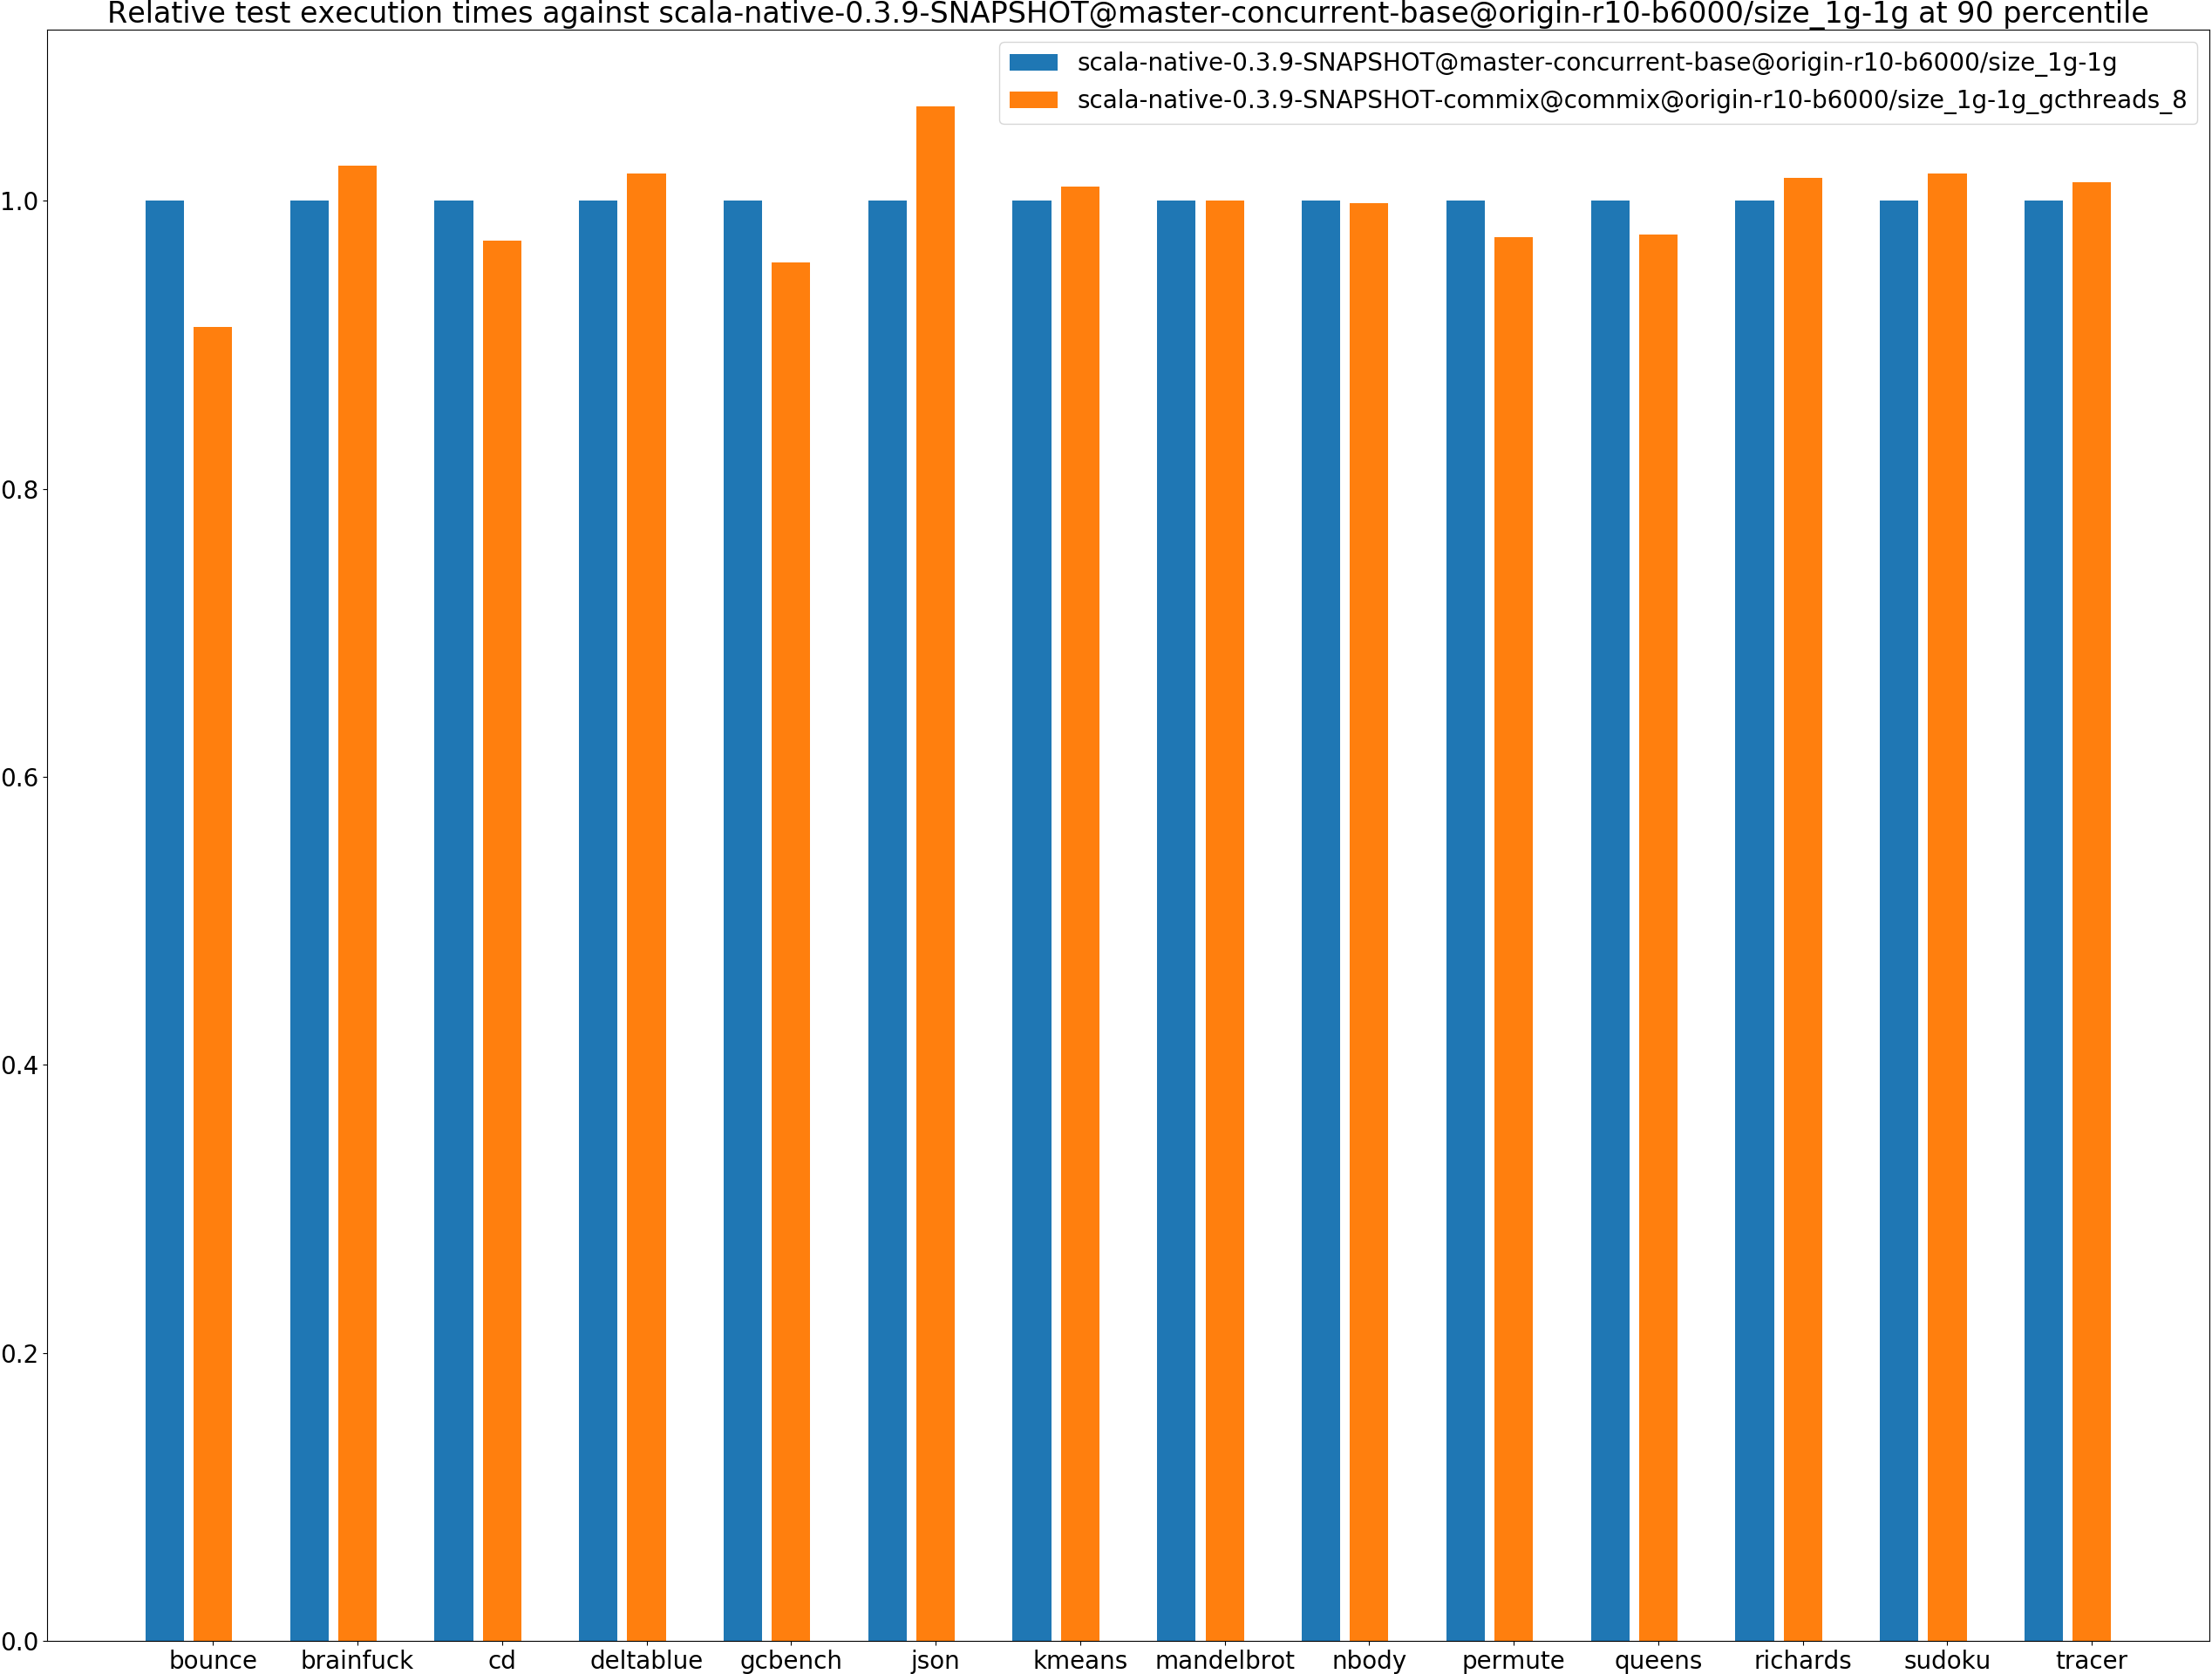 Relative test execution times against scala-native-0.3.9-SNAPSHOT@master-concurrent-base@origin-r10-b6000/size_1g-1g at 90 percentile
scala-native-0.3.9-SNAPSHOT@master-concurrent-base@origin-r10-b6000/size_1g-1g
scala-native-0.3.9-SNAPSHOT-commix@commix@origin-r10-b6000/size_1g-1g_gcthreads_8
1.0
0.8
0.6
0.4
0.2
0.0
bounce brainfuck cd deltablue gcbench json kmeans mandelbrot nbody permute queens richards sudoku tracer